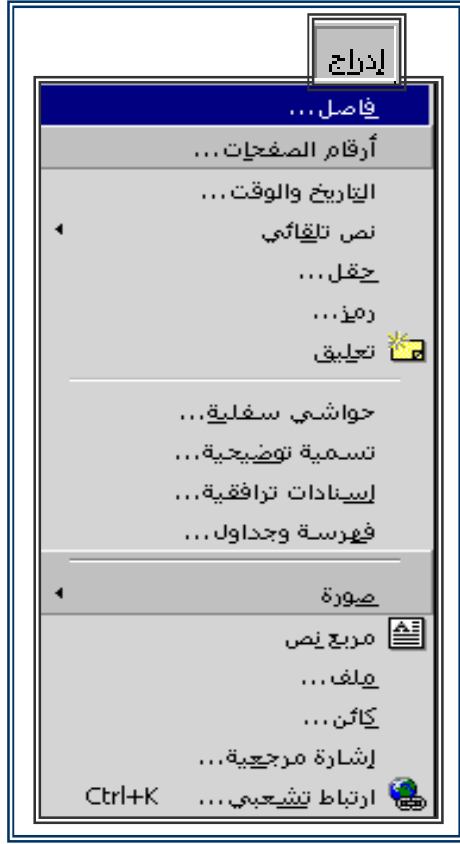 إدراج
فاصل...
أرقام الصفحات...
التاريخ والوقت...
نص تلقائي
حقل...
رمز...
تعليق
حواشي سفلية...
تسمية توضيحية...
إسنادات ترافقية...
فهرسة وجداول...
صورة
مربع نص
ملف...
كائن...
إشارة مرجعية...
ارتباط تشعبي... Ctrl+K